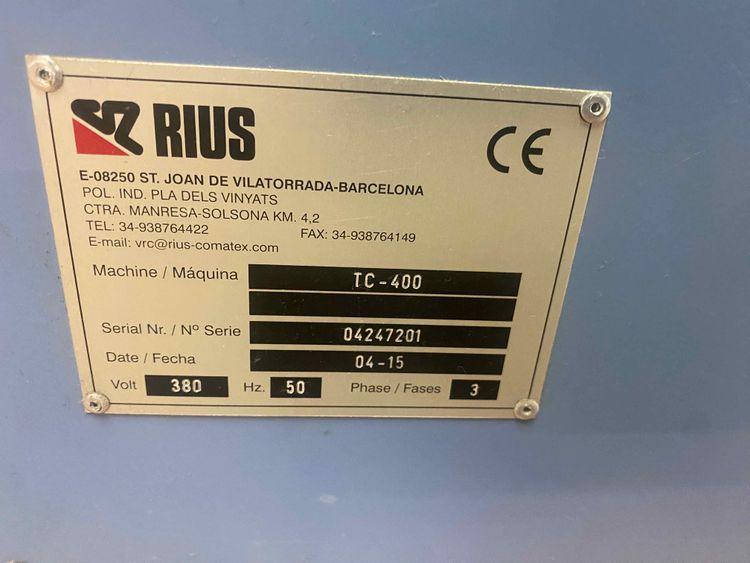 RIUS
CE
E-08250 ST. JOAN DE VILATORRADA-BARCELONA
POL. IND. PLA DELS VINYATS
CTRA. MANRESA-SOLSONA KM. 4,2
TEL: 34-938764422 FAX: 34-938764149
E-mail: vrc@rius-comatex.com
Machine / Máquina TC-400
Serial Nr. / Nº Serie 04247201
Date / Fecha 04-15
Volt 380 Hz. 50 Phase / Fases 3